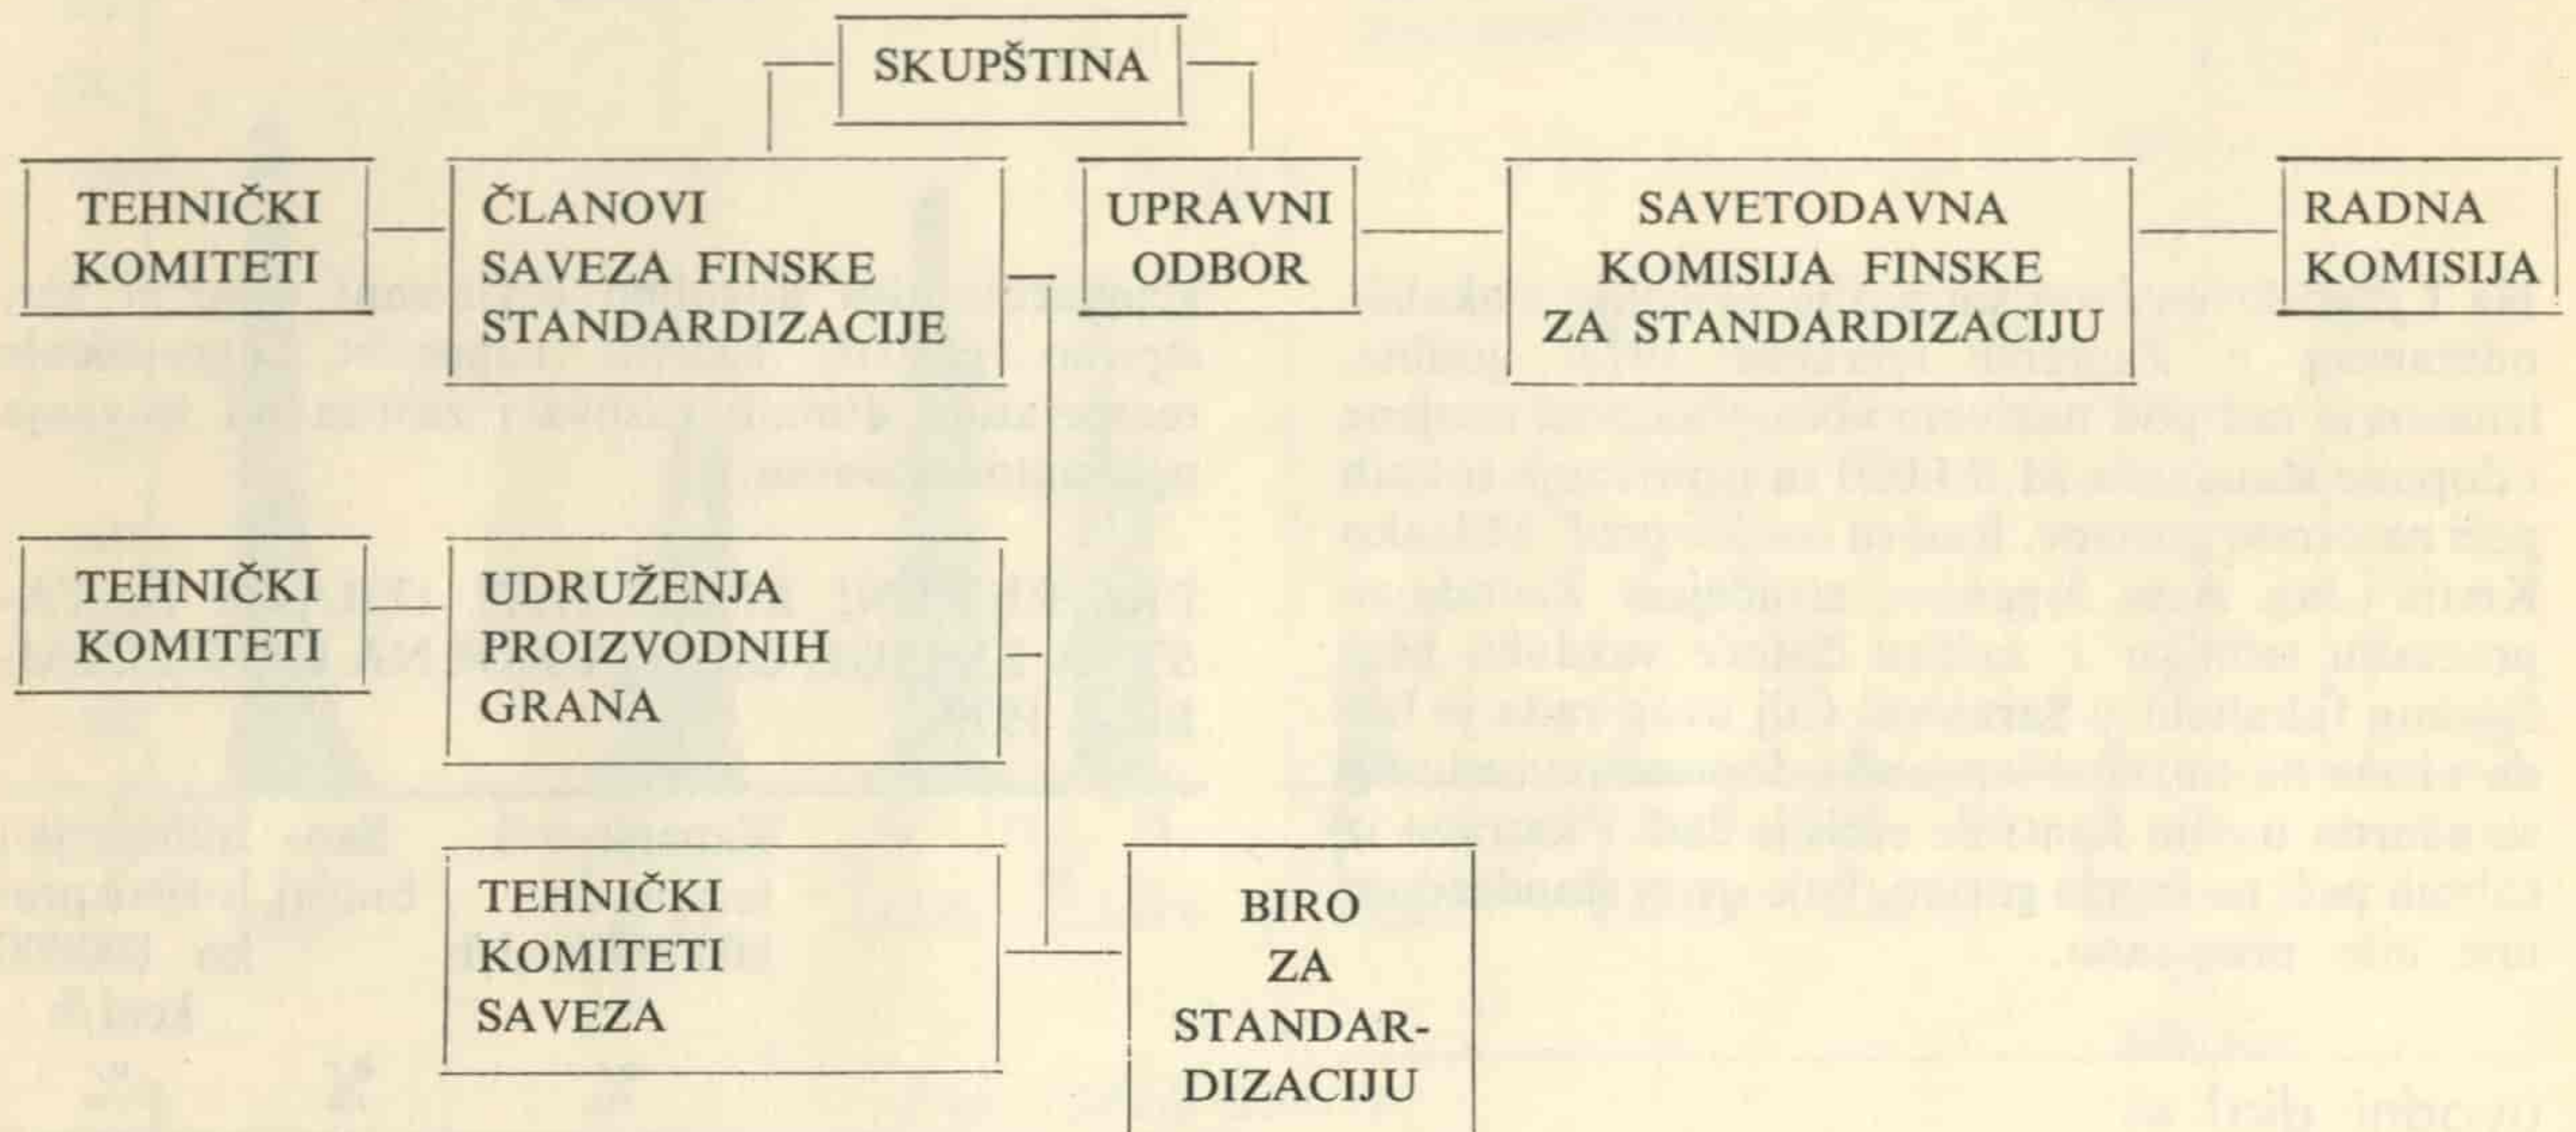 SKUPŠTINA
TEHNIČKI
KOMITETI
ČLANOVI
SAVEZA FINSKE
STANDARDIZACIJE
UPRAVNI
ODBOR
SAVETODAVNA
KOMISIJA FINSKE
ZA STANDARDIZACIJU
RADNA
KOMISIJA
TEHNIČKI
KOMITETI
UDRUŽENJA
PROIZVODNIH
GRANA
TEHNIČKI
KOMITETI
SAVEZA
BIRO
ZA
STANDAR-
DIZACIJU